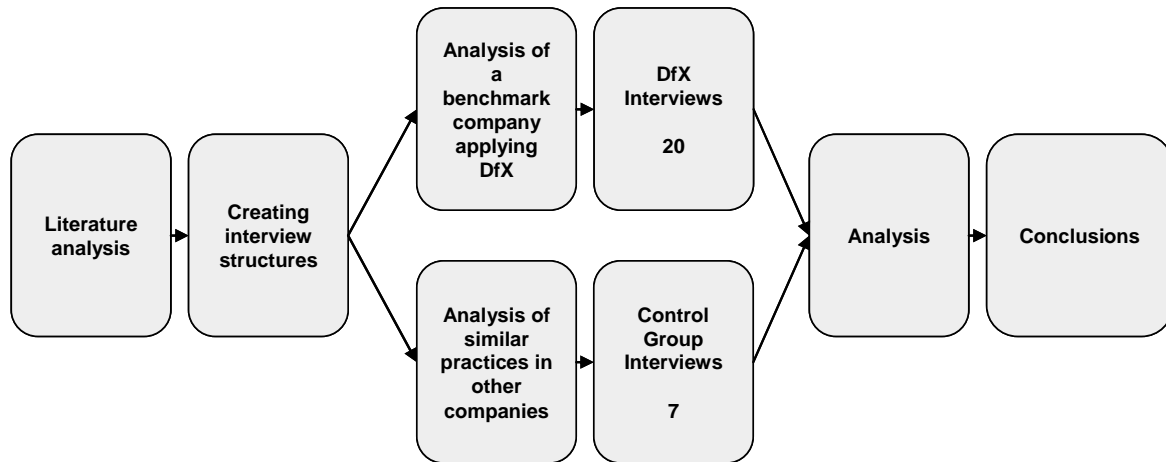 Literature
analysis
Creating
interview
structures
Analysis of
a
benchmark
company
applying
DfX
DfX
Interviews
20
Analysis of
similar
practices in
other
companies
Control
Group
Interviews
7
Analysis
Conclusions